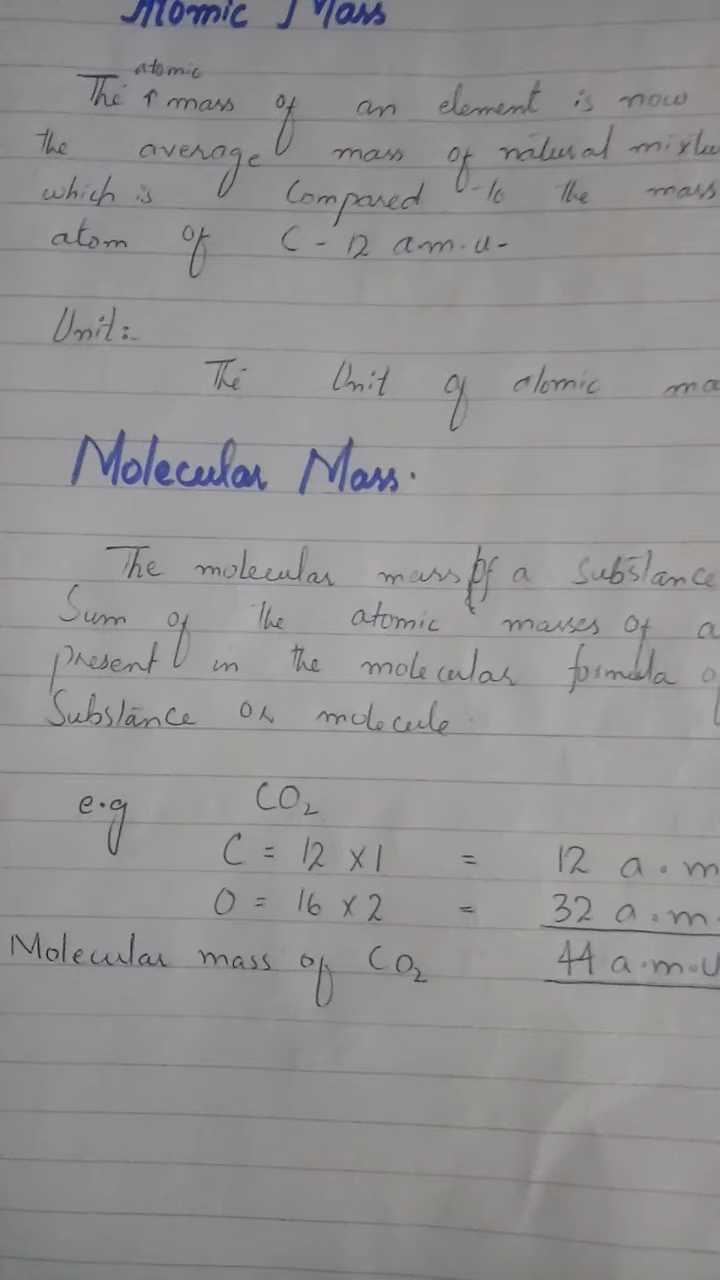 Atomic Mass
atomic
The ↑ mass of an element is now
the average mass of natural
which is compared to the mass
atom of C - 12 a.m.u-
Unit:-
The Unit of atomic ma
Molecular Mass.
The molecular mass of a Substance
Sum of the atomic masses of a
present in the molecular formula o
Substance or molecule
e.g CO₂
C = 12 x 1 = 12 a.m
O = 16 x 2 = 32 a.m.
Molecular mass of CO₂ 44 a.m.u